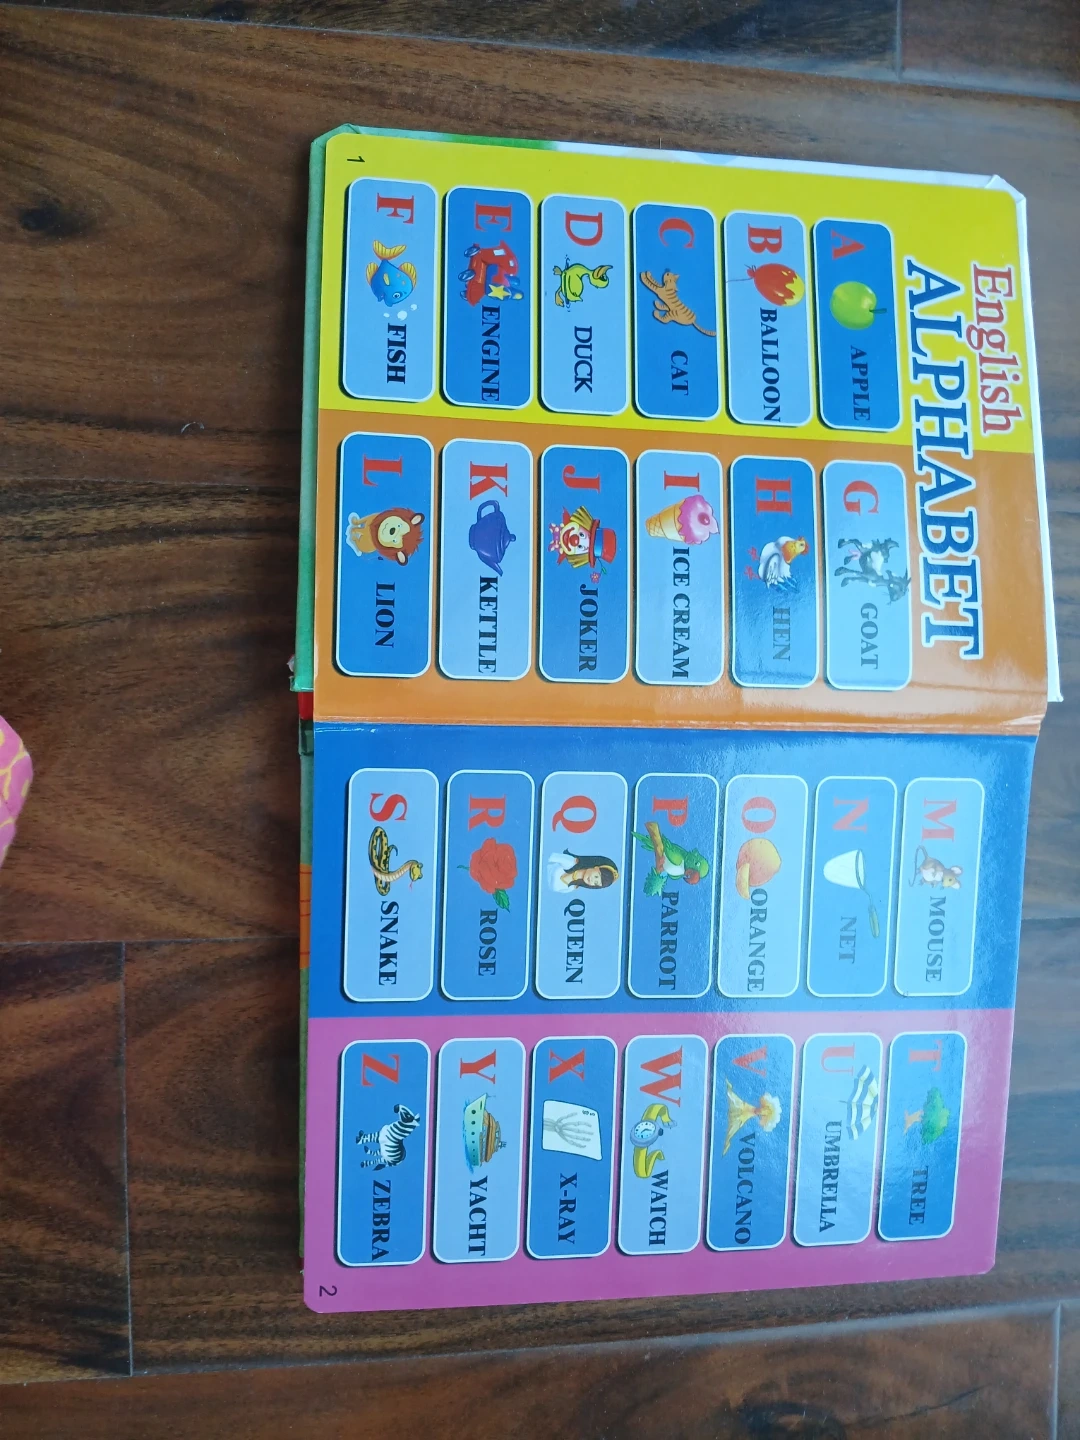 English
ALPHABET
A APPLE
B BALLOON
C CAT
D DUCK
E ENGINE
F FISH
1
G GOAT
H HEN
I ICE CREAM
J JOKER
K KETTLE
L LION
M MOUSE
N NET
O ORANGE
P PARROT
Q QUEEN
R ROSE
S SNAKE
T TREE
U UMBRELLA
V VOLCANO
W WATCH
X X-RAY
Y YACHT
Z ZEBRA
2